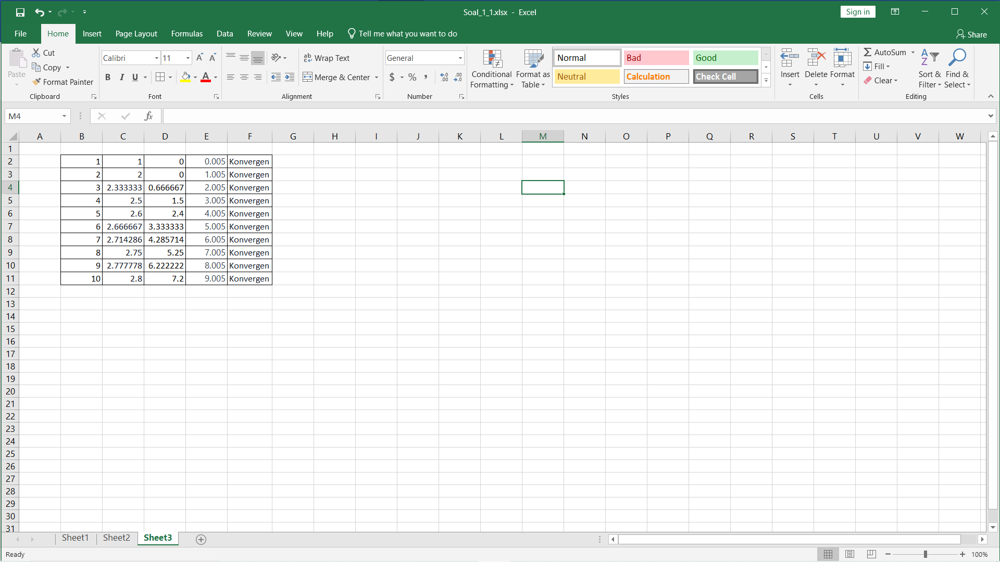 Soal_1_1.xlsx - Excel
Sign in
File Home Insert Page Layout Formulas Data Review View Help Tell me what you want to do Share
Paste Cut Copy Format Painter Clipboard
Calibri 11 A A B I U A Font
Wrap Text Merge & Center Alignment
General $ % , .00 .0 Number
Conditional Formatting Format as Table
Normal Bad Good
Neutral Calculation Check Cell
Styles
Insert Delete Format Cells
AutoSum Fill Clear Sort & Filter Find & Select Editing
M4 fx
A B C D E F G H I J K L M N O P Q R S T U V W
1
2 1 1 0 0.005 Konvergen
3 2 2 0 1.005 Konvergen
4 3 2.333333 0.666667 2.005 Konvergen
5 4 2.5 1.5 3.005 Konvergen
6 5 2.6 2.4 4.005 Konvergen
7 6 2.666667 3.333333 5.005 Konvergen
8 7 2.714286 4.285714 6.005 Konvergen
9 8 2.75 5.25 7.005 Konvergen
10 9 2.777778 6.222222 8.005 Konvergen
11 10 2.8 7.2 9.005 Konvergen
12
13
14
15
16
17
18
19
20
21
22
23
24
25
26
27
28
29
30
31
Sheet1 Sheet2 Sheet3
Ready 100%